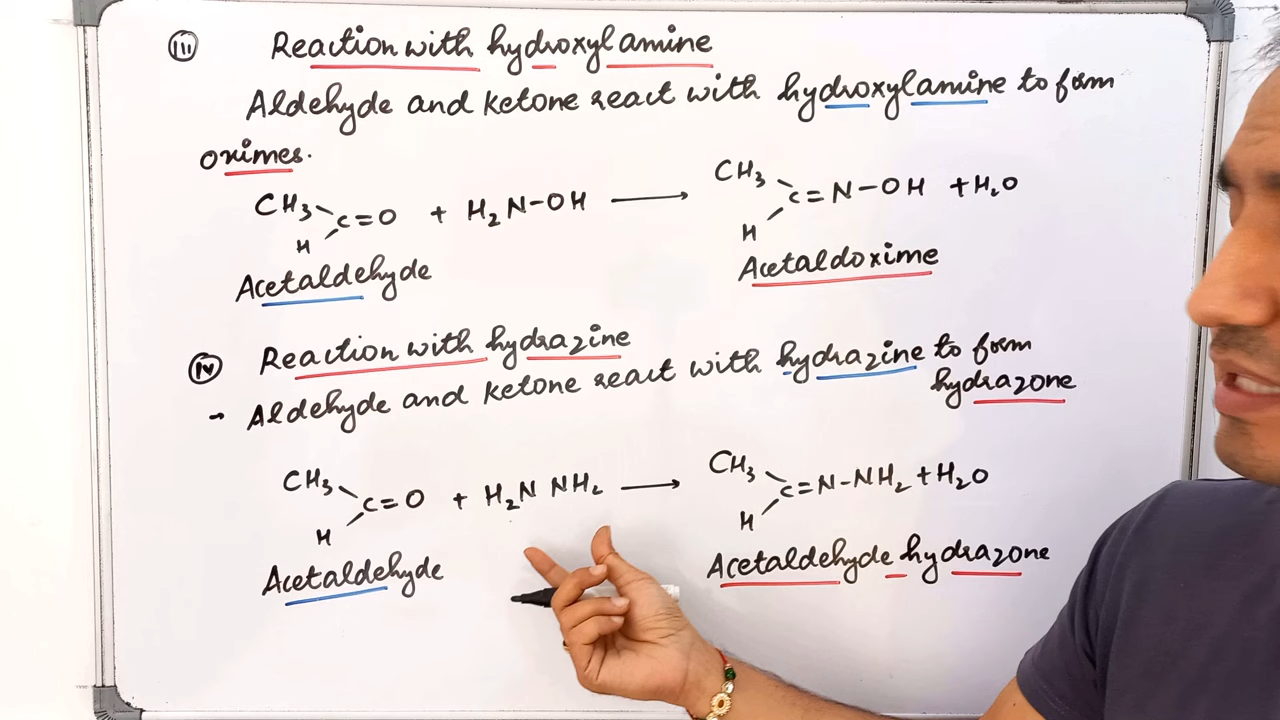 (iii) Reaction with hydroxylamine
Aldehyde and ketone react with hydroxylamine to form
oximes.
CH3\C=O + H2N-OH ⟶ CH3\C=N-OH + H2O
H/ H/
Acetaldehyde Acetaldoxime
(iv) Reaction with hydrazine
- Aldehyde and ketone react with hydrazine to form
hydrazone
CH3\C=O + H2N NH2 ⟶ CH3\C=N-NH2 + H2O
H/ H/
Acetaldehyde Acetaldehyde hydrazone